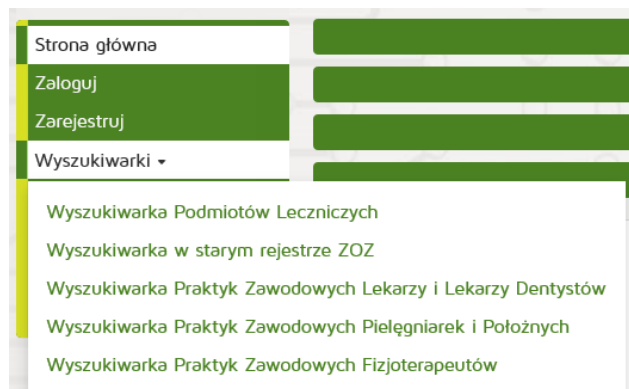 Strona główna
Zaloguj
Zarejestruj
Wyszukiwarki
Wyszukiwarka Podmiotów Leczniczych
Wyszukiwarka w starym rejestrze ZOZ
Wyszukiwarka Praktyk Zawodowych Lekarzy i Lekarzy Dentystów
Wyszukiwarka Praktyk Zawodowych Pielęgniarek i Położnych
Wyszukiwarka Praktyk Zawodowych Fizjoterapeutów